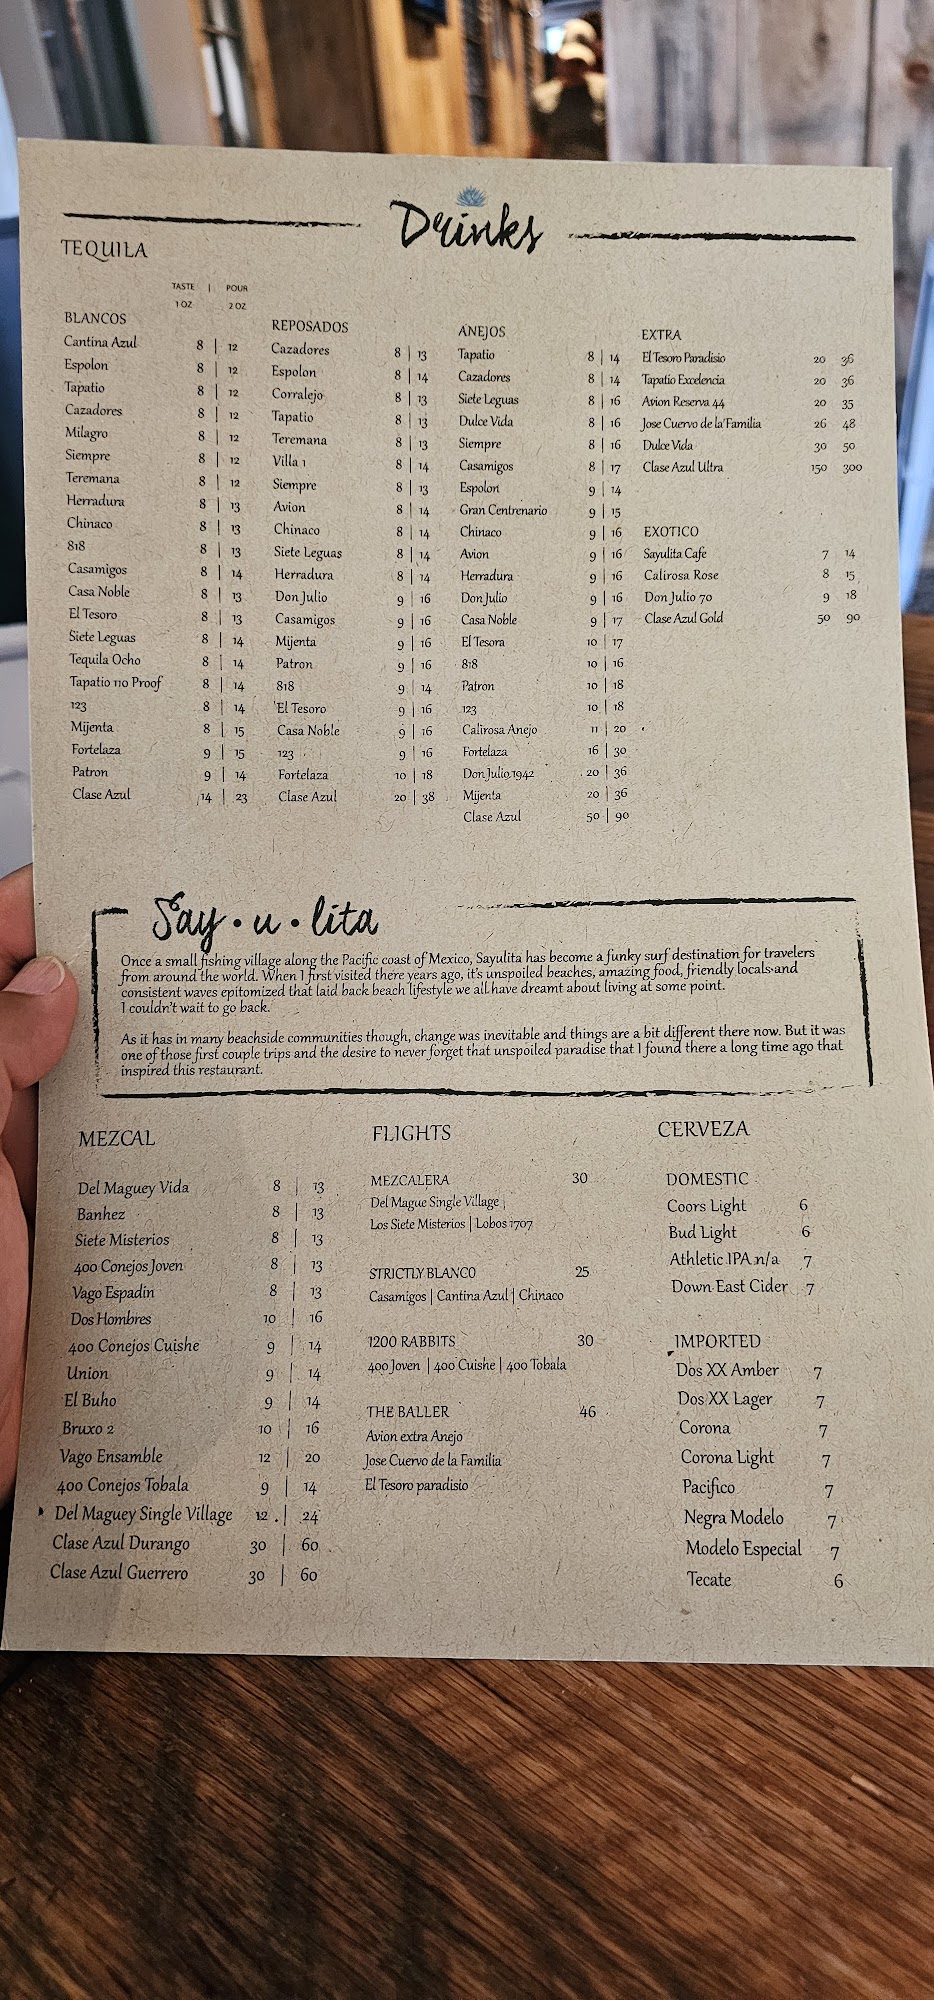 Drinks
TEQUILA
TASTE | POUR
1 OZ 2 OZ
BLANCOS
Cantina Azul 8 | 12
Espolon 8 | 12
Tapatio 8 | 12
Cazadores 8 | 12
Milagro 8 | 12
Siempre 8 | 12
Teremana 8 | 12
Herradura 8 | 13
Chinaco 8 | 13
818 8 | 13
Casamigos 8 | 14
Casa Noble 8 | 13
El Tesoro 8 | 13
Siete Leguas 8 | 14
Tequila Ocho 8 | 14
Tapatio 110 Proof 8 | 14
123 8 | 14
Mijenta 8 | 15
Fortelaza 9 | 15
Patron 9 | 14
Clase Azul 14 | 23
REPOSADOS
Cazadores 8 | 13
Espolon 8 | 14
Corralejo 8 | 13
Tapatio 8 | 13
Teremana 8 | 13
Villa 1 8 | 14
Siempre 8 | 13
Avion 8 | 14
Chinaco 8 | 14
Siete Leguas 8 | 14
Herradura 8 | 14
Don Julio 9 | 16
Casamigos 9 | 16
Mijenta 9 | 16
Patron 9 | 16
818 9 | 14
El Tesoro 9 | 16
Casa Noble 9 | 16
123 9 | 16
Fortelaza 10 | 18
Clase Azul 20 | 38
ANEJOS
Tapatio 8 | 14
Cazadores 8 | 14
Siete Leguas 8 | 16
Dulce Vida 8 | 16
Siempre 8 | 16
Casamigos 8 | 17
Espolon 9 | 14
Gran Centrenario 9 | 15
Chinaco 9 | 16
Avion 9 | 16
Herradura 9 | 16
Don Julio 9 | 16
Casa Noble 9 | 17
El Tesora 10 | 17
818 10 | 16
Patron 10 | 18
123 10 | 18
Calirosa Anejo 11 | 20
Fortelaza 16 | 30
Don Julio 1942 20 | 36
Mijenta 20 | 36
Clase Azul 50 | 90
EXTRA
El Tesoro Paradisio 20 36
Tapatio Excelencia 20 36
Avion Reserva 44 20 35
Jose Cuervo de la Familia 26 48
Dulce Vida 30 50
Clase Azul Ultra 150 300
EXOTICO
Sayulita Cafe 7 14
Calirosa Rose 8 15
Don Julio 70 9 18
Clase Azul Gold 50 90
Say • u • lita
Once a small fishing village along the Pacific coast of Mexico, Sayulita has become a funky surf destination for travelers
from around the world. When I first visited there years ago, it's unspoiled beaches, amazing food, friendly locals and
consistent waves epitomized that laid back beach lifestyle we all have dreamt about living at some point.
I couldn't wait to go back.
As it has in many beachside communities though, change was inevitable and things are a bit different there now. But it was
one of those first couple trips and the desire to never forget that unspoiled paradise that I found there a long time ago that
inspired this restaurant.
MEZCAL
Del Maguey Vida 8 | 13
Banhez 8 | 13
Siete Misterios 8 | 13
400 Conejos Joven 8 | 13
Vago Espadin 8 | 13
Dos Hombres 10 | 16
400 Conejos Cuishe 9 | 14
Union 9 | 14
El Buho 9 | 14
Bruxo 2 10 | 16
Vago Ensamble 12 | 20
400 Conejos Tobala 9 | 14
Del Maguey Single Village 12 | 24
Clase Azul Durango 30 | 60
Clase Azul Guerrero 30 | 60
FLIGHTS
MEZCALERA 30
Del Mague Single Village |
Los Siete Misterios | Lobos 1707
STRICTLY BLANCO 25
Casamigos | Cantina Azul | Chinaco
1200 RABBITS 30
400 Joven | 400 Cuishe | 400 Tobala
THE BALLER 46
Avion extra Anejo
Jose Cuervo de la Familia
El Tesoro paradisio
CERVEZA
DOMESTIC
Coors Light 6
Bud Light 6
Athletic IPA n/a 7
Down East Cider 7
IMPORTED
Dos XX Amber 7
Dos XX Lager 7
Corona 7
Corona Light 7
Pacifico 7
Negra Modelo 7
Modelo Especial 7
Tecate 6